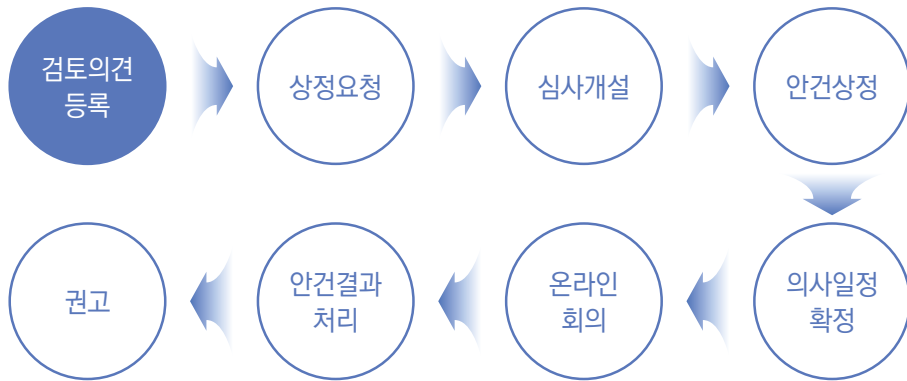 검토의견
등록
상정요청
심사개설
안건상정
의사일정
확정
온라인
회의
안건결과
처리
권고